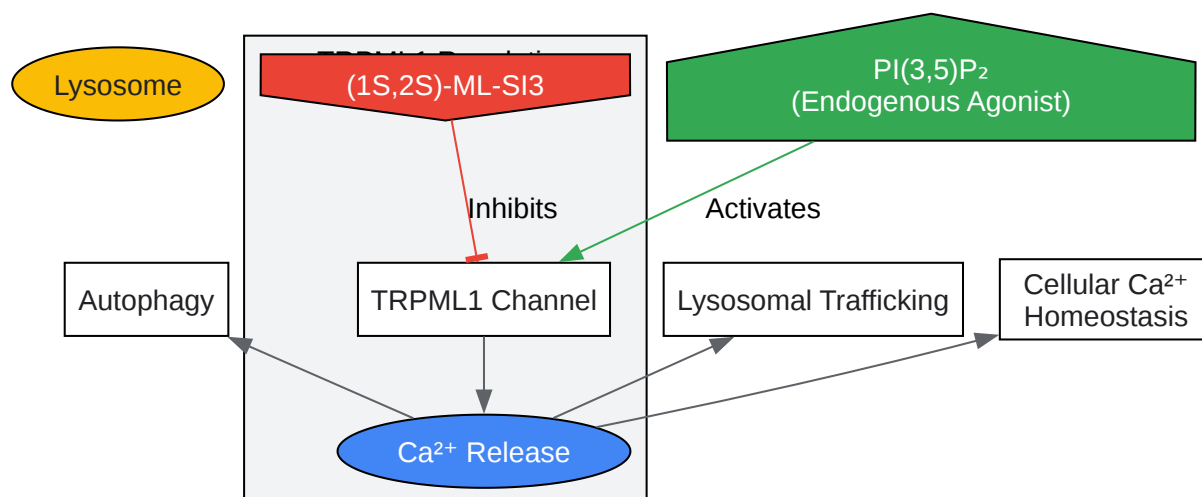 Lysosome
(1S,2S)-ML-SI3
PI(3,5)P₂
(Endogenous Agonist)
Inhibits
Activates
Autophagy
TRPML1 Channel
Lysosomal Trafficking
Cellular Ca²⁺
Homeostasis
Ca²⁺ Release